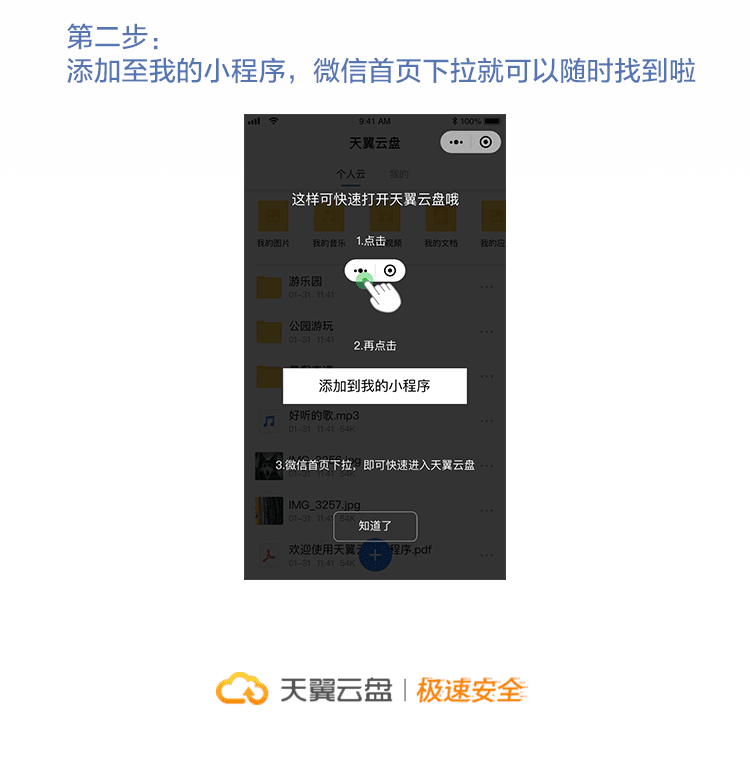 第二步：
添加至我的小程序，微信首页下拉就可以随时找到啦
9:41 AM
100%
天翼云盘
个人云
我的
这样可快速打开天翼云盘哦
我的图片
我的音乐
视频
我的文档
我的应
1.点击
游乐园
01-31 11:41
公园游玩
01-31 11:41
2.再点击
添加到我的小程序
好听的歌.mp3
01-31 11:41 54K
3.微信首页下拉，即可快速进入天翼云盘
01-31 11:41 54K
IMG_3257.jpg
01-31 11:41 54K
知道了
欢迎使用天翼云 程序.pdf
01-31 11:41 54K
天翼云盘 | 极速安全